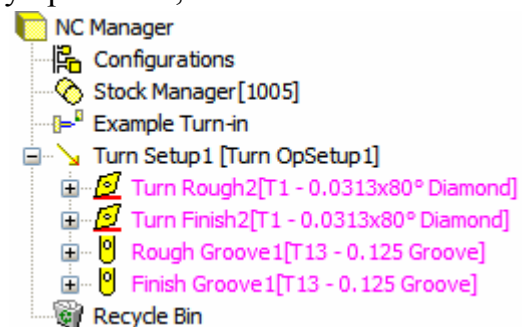 NC Manager
Configurations
Stock Manager[1005]
Example Turn-in
Turn Setup1 [Turn OpSetup1]
Turn Rough2[T1 - 0.0313x80° Diamond]
Turn Finish2[T1 - 0.0313x80° Diamond]
Rough Groove1[T13 - 0.125 Groove]
Finish Groove1[T13 - 0.125 Groove]
Recycle Bin